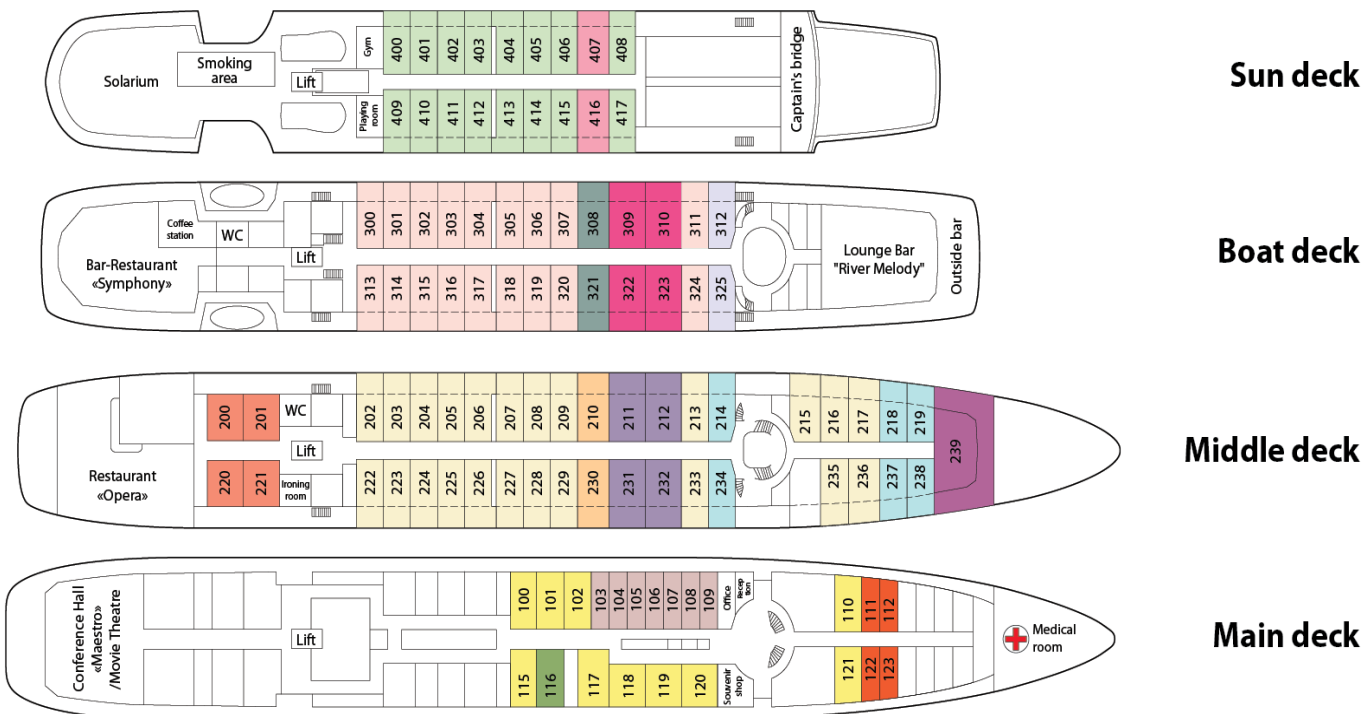 Sun deck
Solarium
Smoking
area
Lift
Gym
400 401 402 403 404 405 406 407 408
Playing
room
409 410 411 412 413 414 415 416 417
Captain's bridge
Boat deck
Bar-Restaurant
«Symphony»
Coffee
station
WC
Lift
300 301 302 303 304 305 306 307 308 309 310 311 312
313 314 315 316 317 318 319 320 321 322 323 324 325
Lounge Bar
"River Melody"
Outside bar
Middle deck
Restaurant
«Opera»
200 201
WC
Lift
220 221
Ironing
room
202 203 204 205 206 207 208 209 210 211 212 213 214
222 223 224 225 226 227 228 229 230 231 232 233 234
215 216 217 218 219
235 236 237 238
239
Main deck
Conference Hall
«Maestro»
/Movie Theatre
Lift
100 101 102 103 104 105 106 107 108 109
Office
Recep
tion
115 116 117 118 119 120
Souvenir
shop
110 111 112
121 122 123
Medical
room